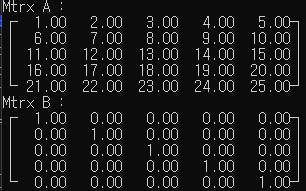 Mtrx A :
┌ 1.00 2.00 3.00 4.00 5.00┐
6.00 7.00 8.00 9.00 10.00
11.00 12.00 13.00 14.00 15.00
16.00 17.00 18.00 19.00 20.00
└ 21.00 22.00 23.00 24.00 25.00┘
Mtrx B :
┌ 1.00 0.00 0.00 0.00 0.00┐
0.00 1.00 0.00 0.00 0.00
0.00 0.00 1.00 0.00 0.00
0.00 0.00 0.00 1.00 0.00
└ 0.00 0.00 0.00 0.00 1.00┘